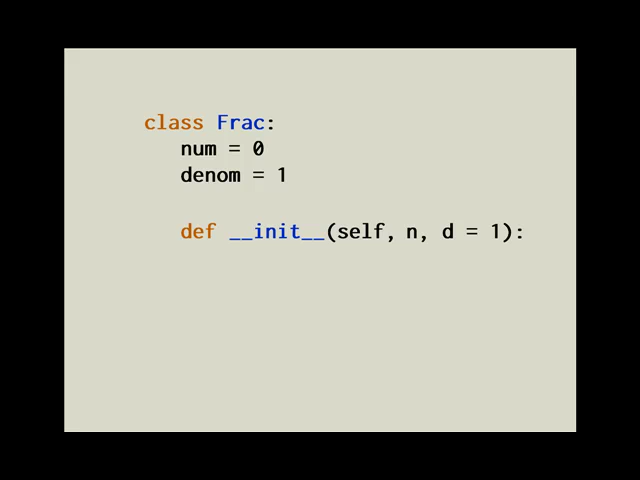 class Frac:
num = 0
denom = 1
def __init__(self, n, d = 1):